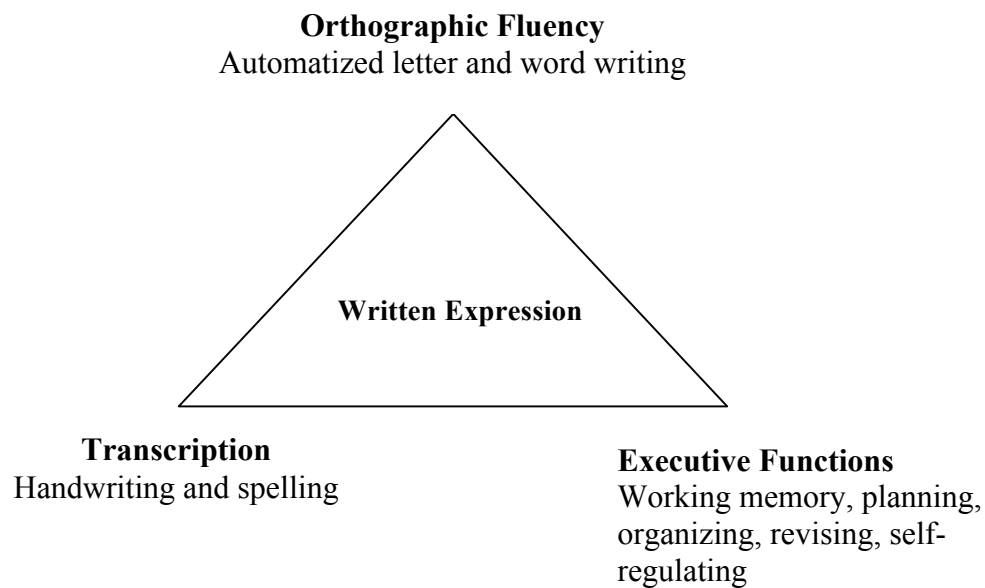 Orthographic Fluency
Automatized letter and word writing
Written Expression
Transcription
Handwriting and spelling
Executive Functions
Working memory, planning,
organizing, revising, self-
regulating